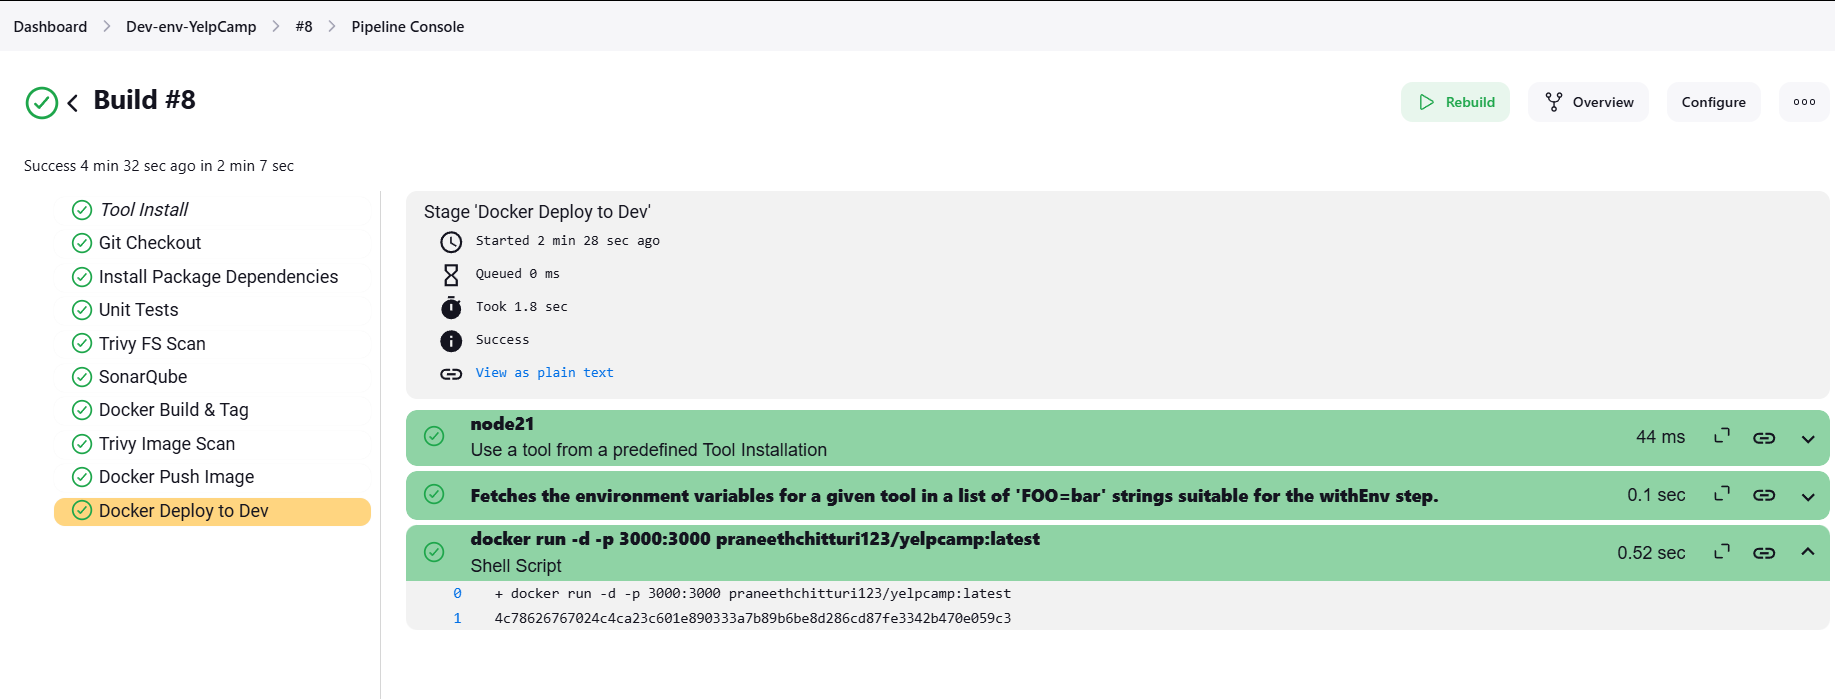 Dashboard > Dev-env-YelpCamp > #8 > Pipeline Console
Build #8
Rebuild
Overview
Configure
Success 4 min 32 sec ago in 2 min 7 sec
Tool Install
Git Checkout
Install Package Dependencies
Unit Tests
Trivy FS Scan
SonarQube
Docker Build & Tag
Trivy Image Scan
Docker Push Image
Docker Deploy to Dev
Stage 'Docker Deploy to Dev'
Started 2 min 28 sec ago
Queued 0 ms
Took 1.8 sec
Success
View as plain text
node21
Use a tool from a predefined Tool Installation
44 ms
Fetches the environment variables for a given tool in a list of 'FOO=bar' strings suitable for the withEnv step.
0.1 sec
docker run -d -p 3000:3000 praneethchitturi123/yelpcamp:latest
Shell Script
0.52 sec
0 + docker run -d -p 3000:3000 praneethchitturi123/yelpcamp:latest
1 4c78626767024c4ca23c601e890333a7b89b6be8d286cd87fe3342b470e059c3